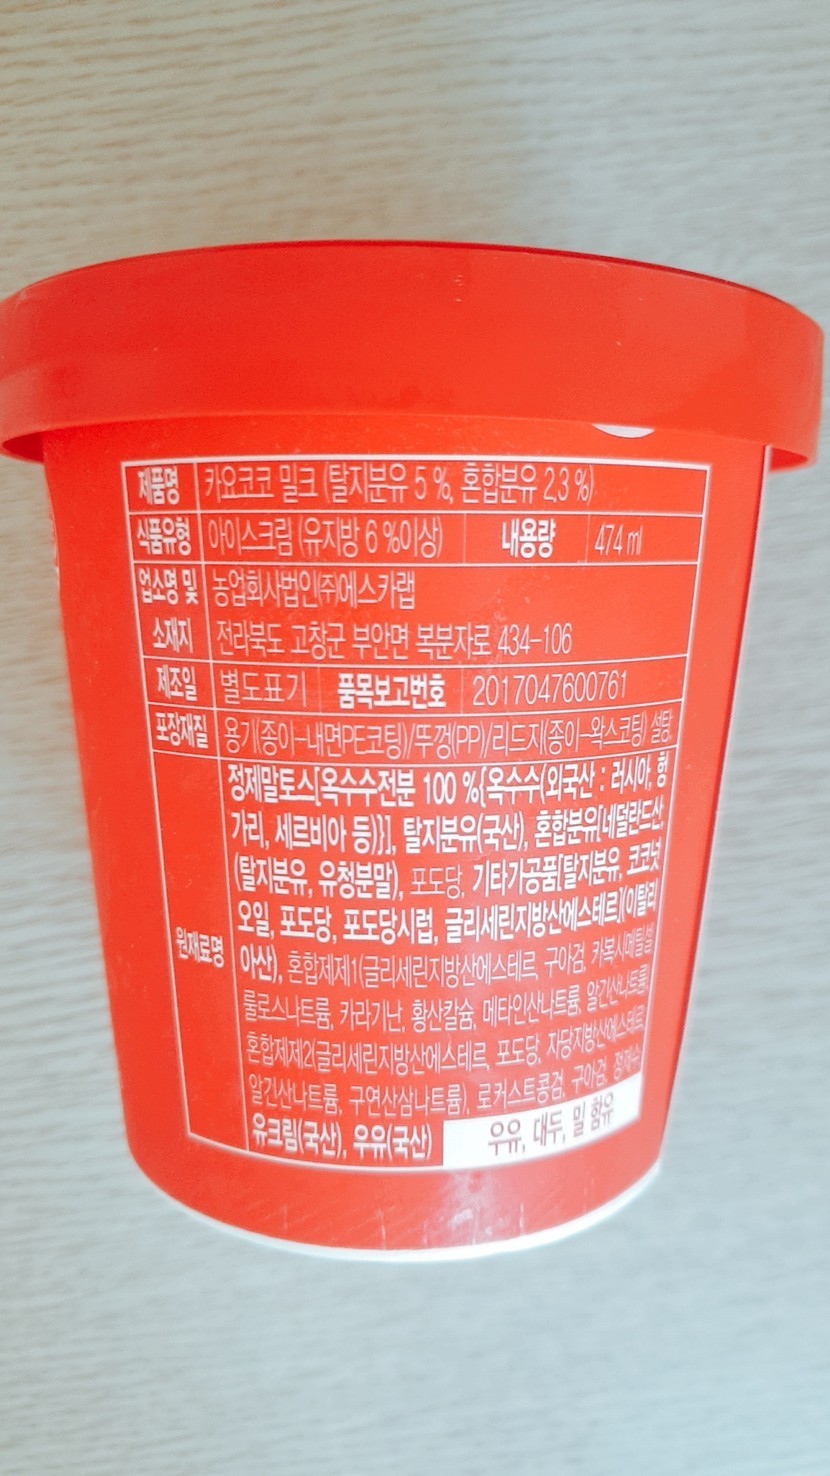 제품명 카요코코 밀크 (탈지분유 5 %, 혼합분유 2.3 %)
식품유형 아이스크림 (유지방 6 %이상) 내용량 474 ml
업소명 및 농업회사법인㈜에스카랩
소재지 전라북도 고창군 부안면 복분자로 434-106
제조일 별도표기 품목보고번호 2017047600761
포장재질 용기(종이-내면PE코팅)/뚜껑(PP)/리드지(종이-왁스코팅) 설탕,
정제말토스[옥수수전분 100 %{옥수수(외국산 : 러시아, 헝
가리, 세르비아 등)}], 탈지분유(국산), 혼합분유[네덜란드산,
(탈지분유, 유청분말), 포도당, 기타가공품[탈지분유, 코코넛
오일, 포도당, 포도당시럽, 글리세린지방산에스테르](이탈리
원재료명 아산), 혼합제제1(글리세린지방산에스테르, 구아검, 카복시메틸셀
룰로스나트륨, 카라기난, 황산칼슘, 메타인산나트륨, 알긴산나트륨),
혼합제제2(글리세린지방산에스테르, 포도당, 자당지방산에스테르,
알긴산나트륨, 구연산삼나트륨), 로커스트콩검, 구아검, 정제수,
유크림(국산), 우유(국산) 우유, 대두, 밀 함유